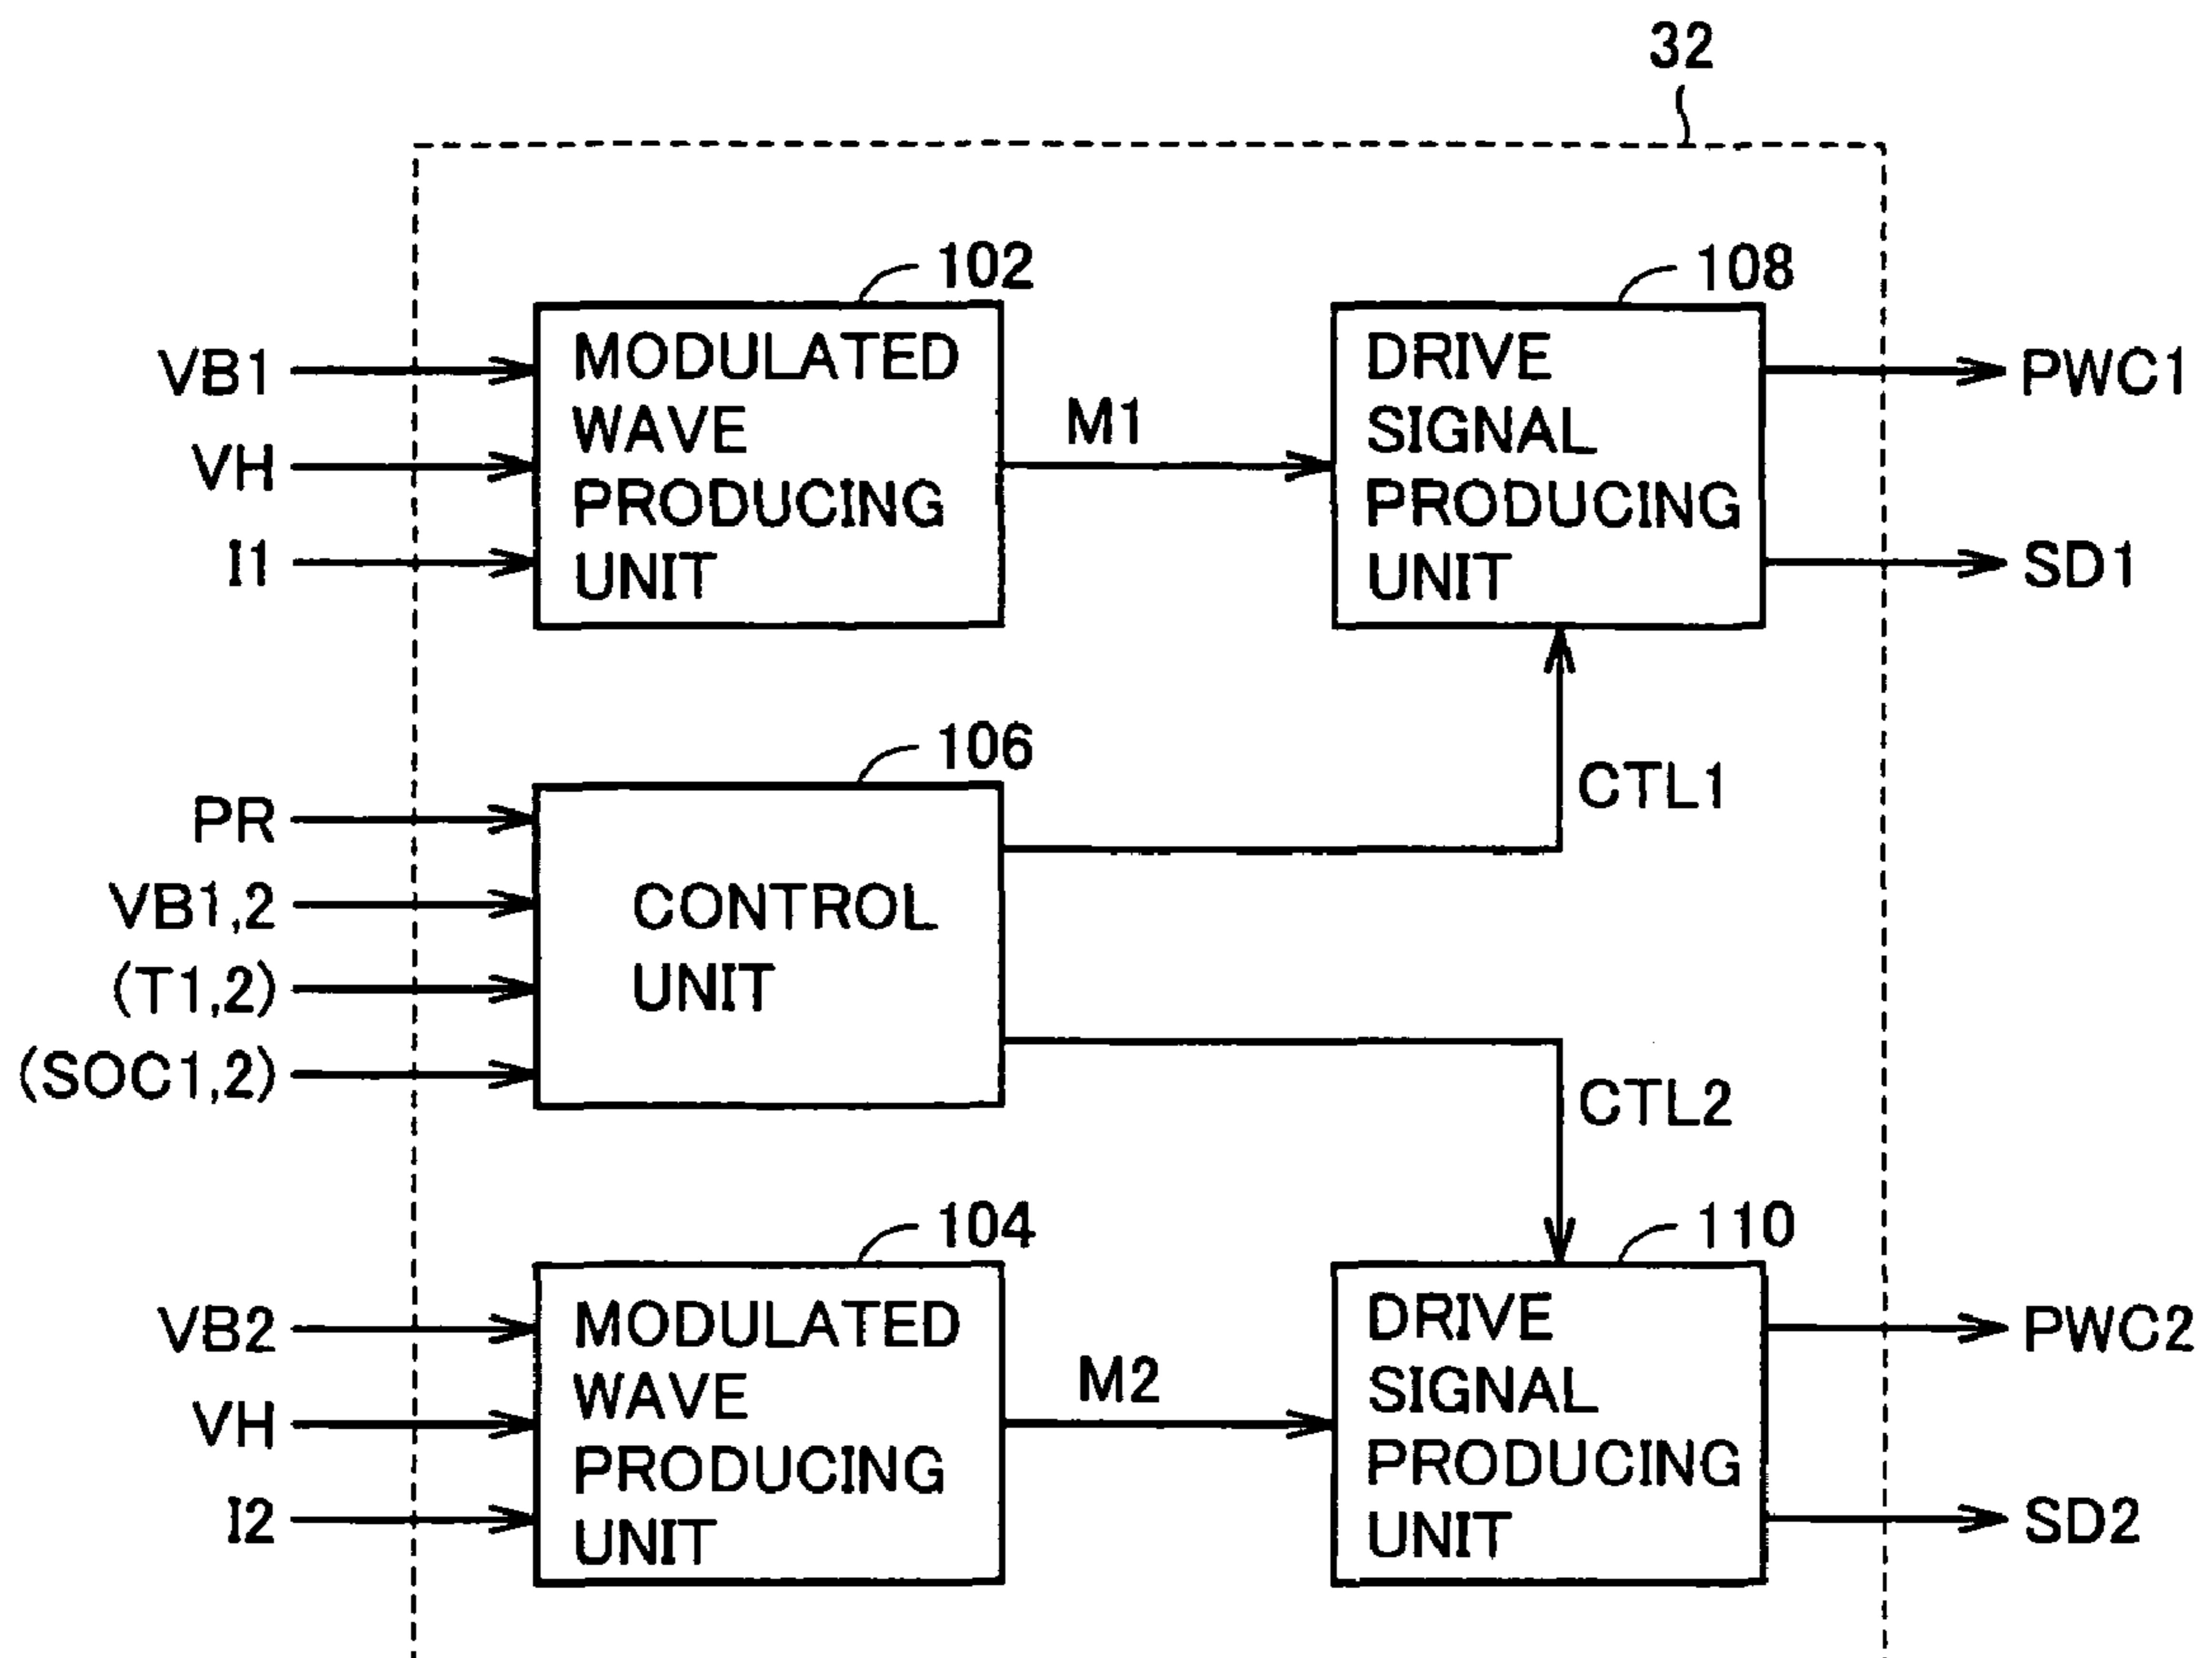 32
102
108
VB1
VH
I1
MODULATED
WAVE
PRODUCING
UNIT
M1
DRIVE
SIGNAL
PRODUCING
UNIT
PWC1
SD1
106
PR
VB1,2
(T1,2)
(SOC1,2)
CONTROL
UNIT
CTL1
CTL2
104
110
VB2
VH
I2
MODULATED
WAVE
PRODUCING
UNIT
M2
DRIVE
SIGNAL
PRODUCING
UNIT
PWC2
SD2